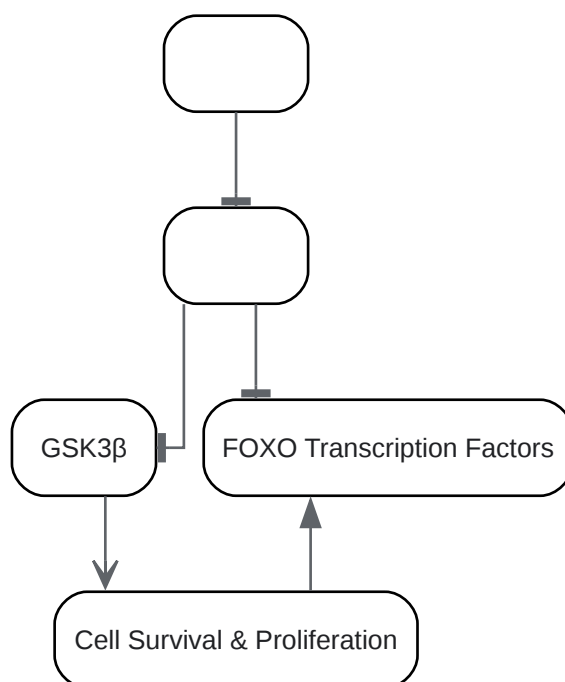 GSK3β
FOXO Transcription Factors
Cell Survival & Proliferation